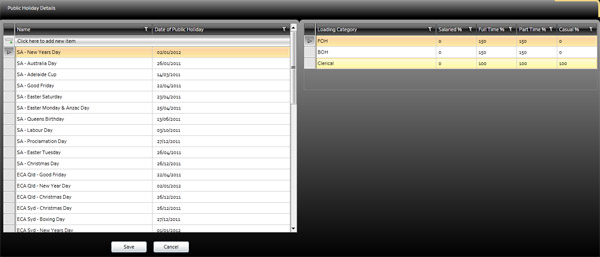 Public Holiday Details
Name Date of Public Holiday
Click here to add new item
SA - New Years Day 02/01/2012
SA - Australia Day 26/01/2011
SA - Adelaide Cup 14/03/2011
SA - Good Friday 22/04/2011
SA - Easter Saturday 23/04/2011
SA - Easter Monday & Anzac Day 25/04/2011
SA - Queens Birthday 13/06/2011
SA - Labour Day 03/10/2011
SA - Proclamation Day 27/12/2011
SA - Easter Tuesday 26/04/2011
SA - Christmas Day 26/12/2011
ECA Qld - Good Friday 22/04/2011
ECA Qld - New Year Day 02/01/2012
ECA Qld - Christmas Day 26/12/2011
ECA Syd - Christmas Day 26/12/2011
ECA Syd - Boxing Day 27/12/2011
ECA Syd - New Years Day 02/01/2012
Loading Category Salaried % Full Time % Part Time % Casual %
FOH 0 150 150 0
BOH 0 150 150 0
Clerical 0 100 100 100
Save Cancel